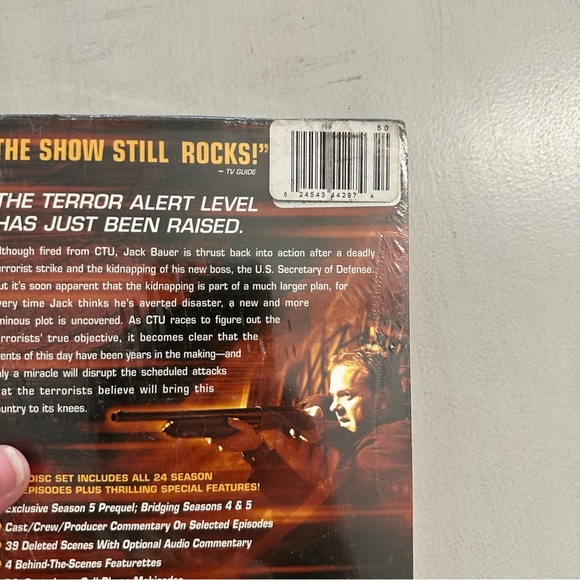 50
THE SHOW STILL ROCKS!"
– TV GUIDE
0 24543 44297 4
THE TERROR ALERT LEVEL
HAS JUST BEEN RAISED.
lthough fired from CTU, Jack Bauer is thrust back into action after a deadly
errorist strike and the kidnapping of his new boss, the U.S. Secretary of Defense.
ut it's soon apparent that the kidnapping is part of a much larger plan, for
very time Jack thinks he's averted disaster, a new and more
minous plot is uncovered. As CTU races to figure out the
rrorists' true objective, it becomes clear that the
ents of this day have been years in the making—and
ly a miracle will disrupt the scheduled attacks
at the terrorists believe will bring this
untry to its knees.
DISC SET INCLUDES ALL 24 SEASON
EPISODES PLUS THRILLING SPECIAL FEATURES!
Exclusive Season 5 Prequel; Bridging Seasons 4 & 5
Cast/Crew/Producer Commentary On Selected Episodes
39 Deleted Scenes With Optional Audio Commentary
4 Behind-The-Scenes Featurettes